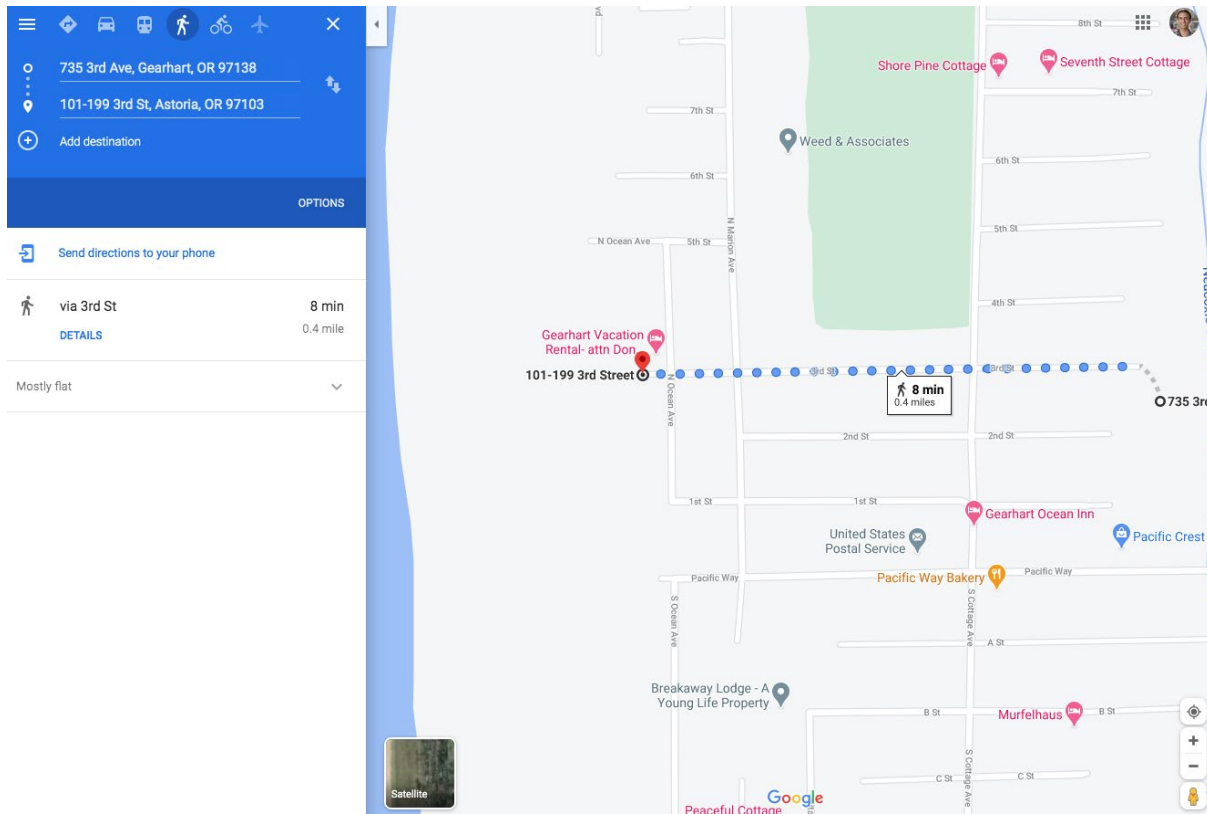 735 3rd Ave, Gearhart, OR 97138
101-199 3rd St, Astoria, OR 97103
Add destination
OPTIONS
Send directions to your phone
via 3rd St
8 min
DETAILS
0.4 mile
Mostly flat
8th St
Shore Pine Cottage
Seventh Street Cottage
7th St
7th St
Weed & Associates
6th St
6th St
5th St
N Ocean Ave
5th St
N Marion Ave
4th St
Gearhart Vacation
Rental- attn Don
101-199 3rd Street
3rd St
3rd St
8 min
0.4 miles
735 3r
N Ocean Ave
2nd St
2nd St
1st St
1st St
Gearhart Ocean Inn
United States
Postal Service
Pacific Crest
Pacific Way
Pacific Way Bakery
Pacific Way
S Ocean Ave
S Cottage Ave
A St
Breakaway Lodge - A
Young Life Property
B St
Murfelhaus
B St
S Cottage Ave
C St
C St
Satellite
Google
Peaceful Cottage